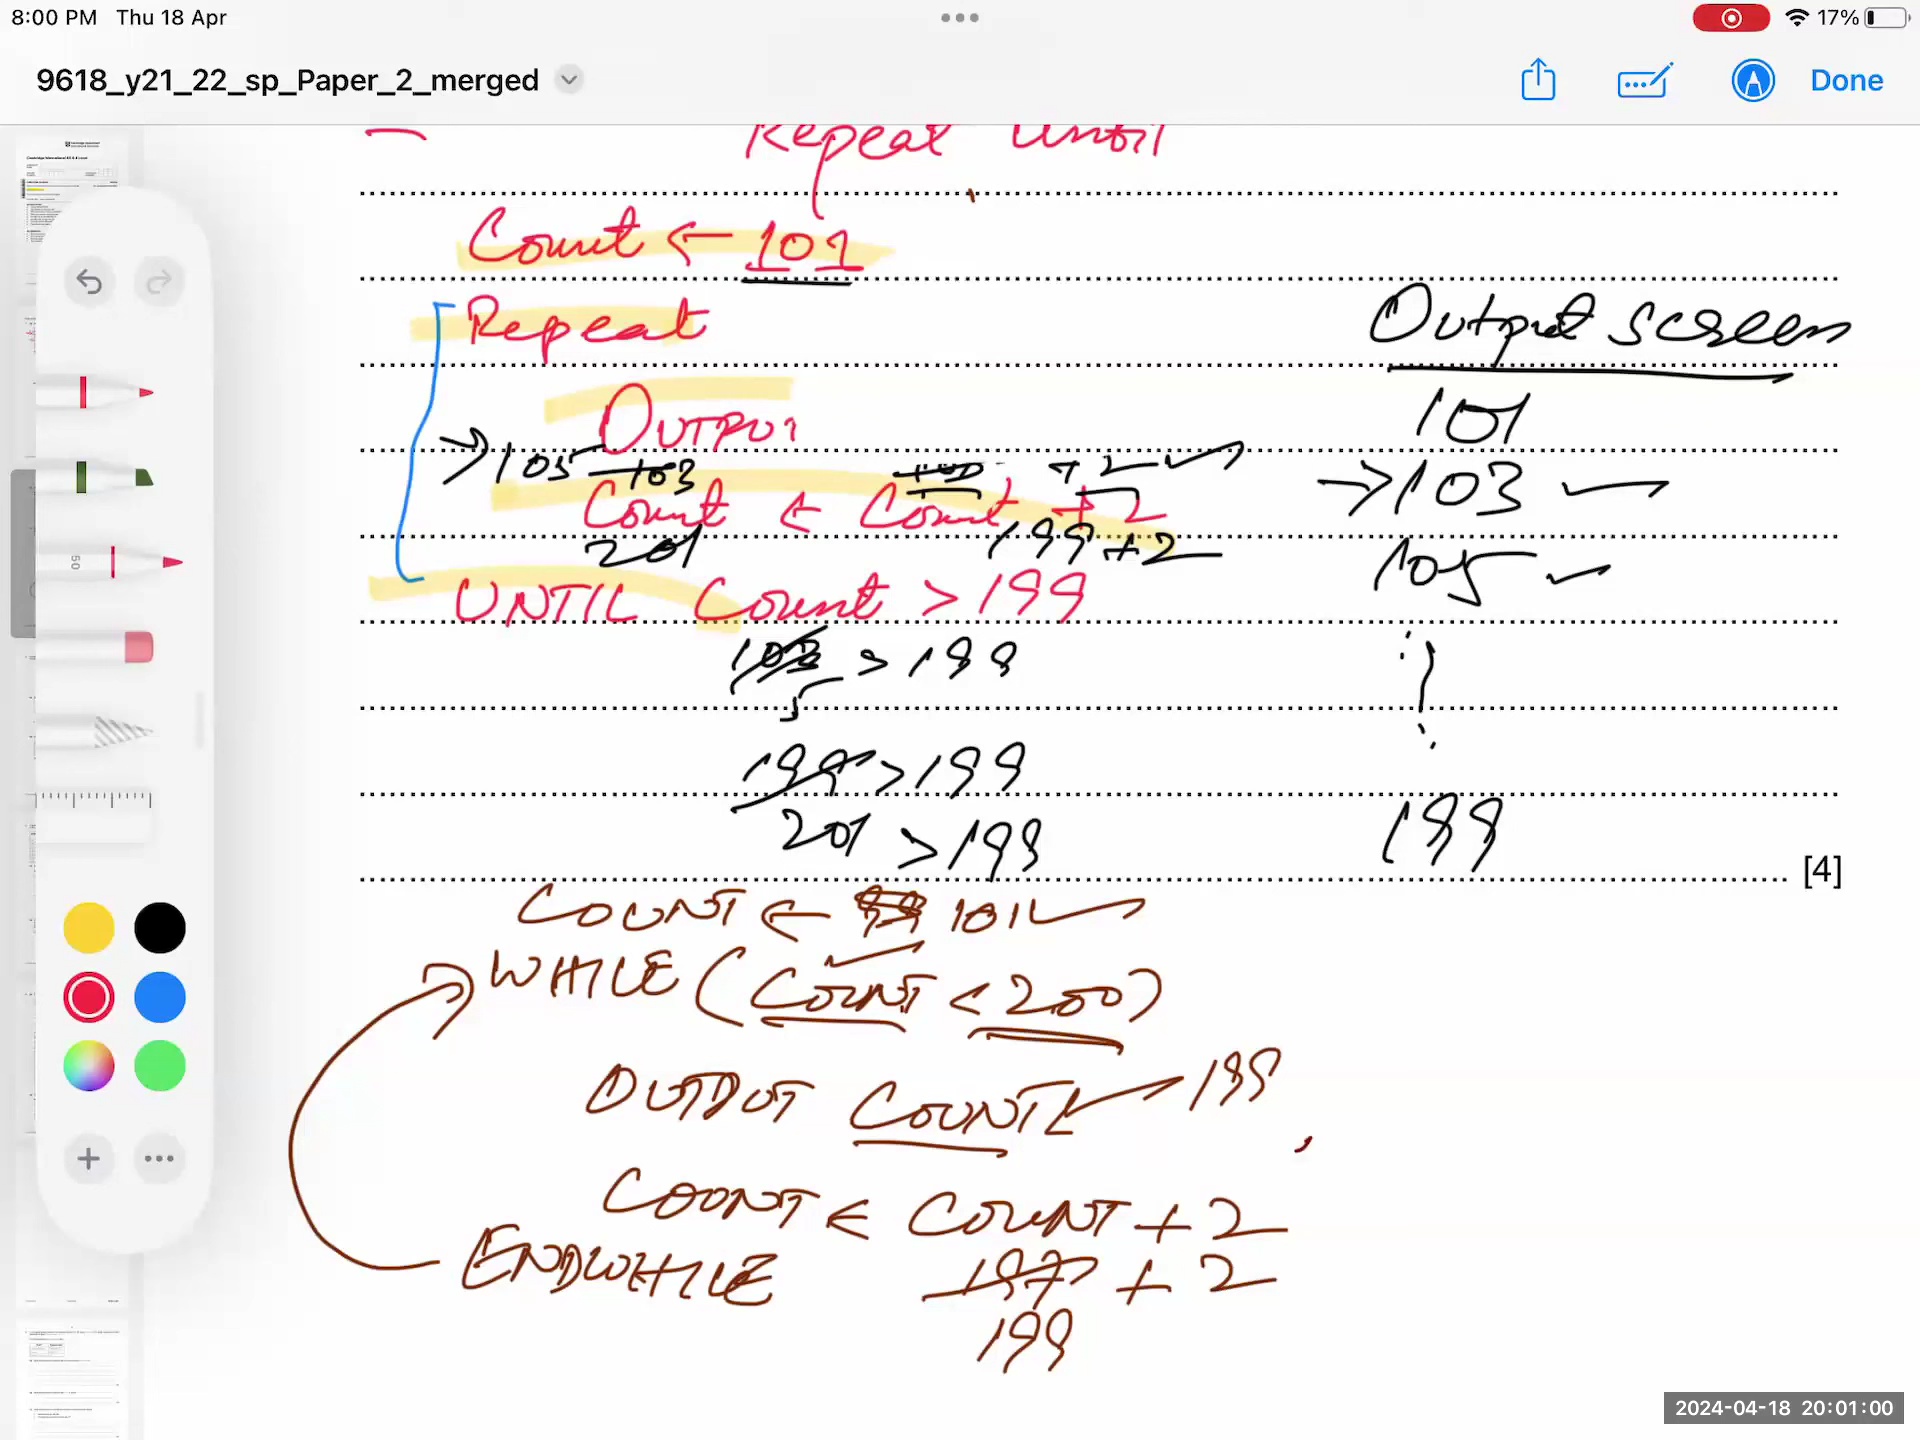 8:00 PM Thu 18 Apr
17%
9618_y21_22_sp_Paper_2_merged
Done
Repeat Until
Count ← 101
Repeat
Output screen
OUTPUT
101
→105 103 +2
→103
Count ← Count + 2
201 199+2
105
UNTIL Count > 199
103 > 199
5
199 > 199
201 > 199
199
[4]
COUNT ← 101
WHILE (COUNT < 200)
OUTPUT COUNT 199
COUNT ← COUNT + 2
ENDWHILE 197 + 2
199
50
2024-04-18 20:01:00